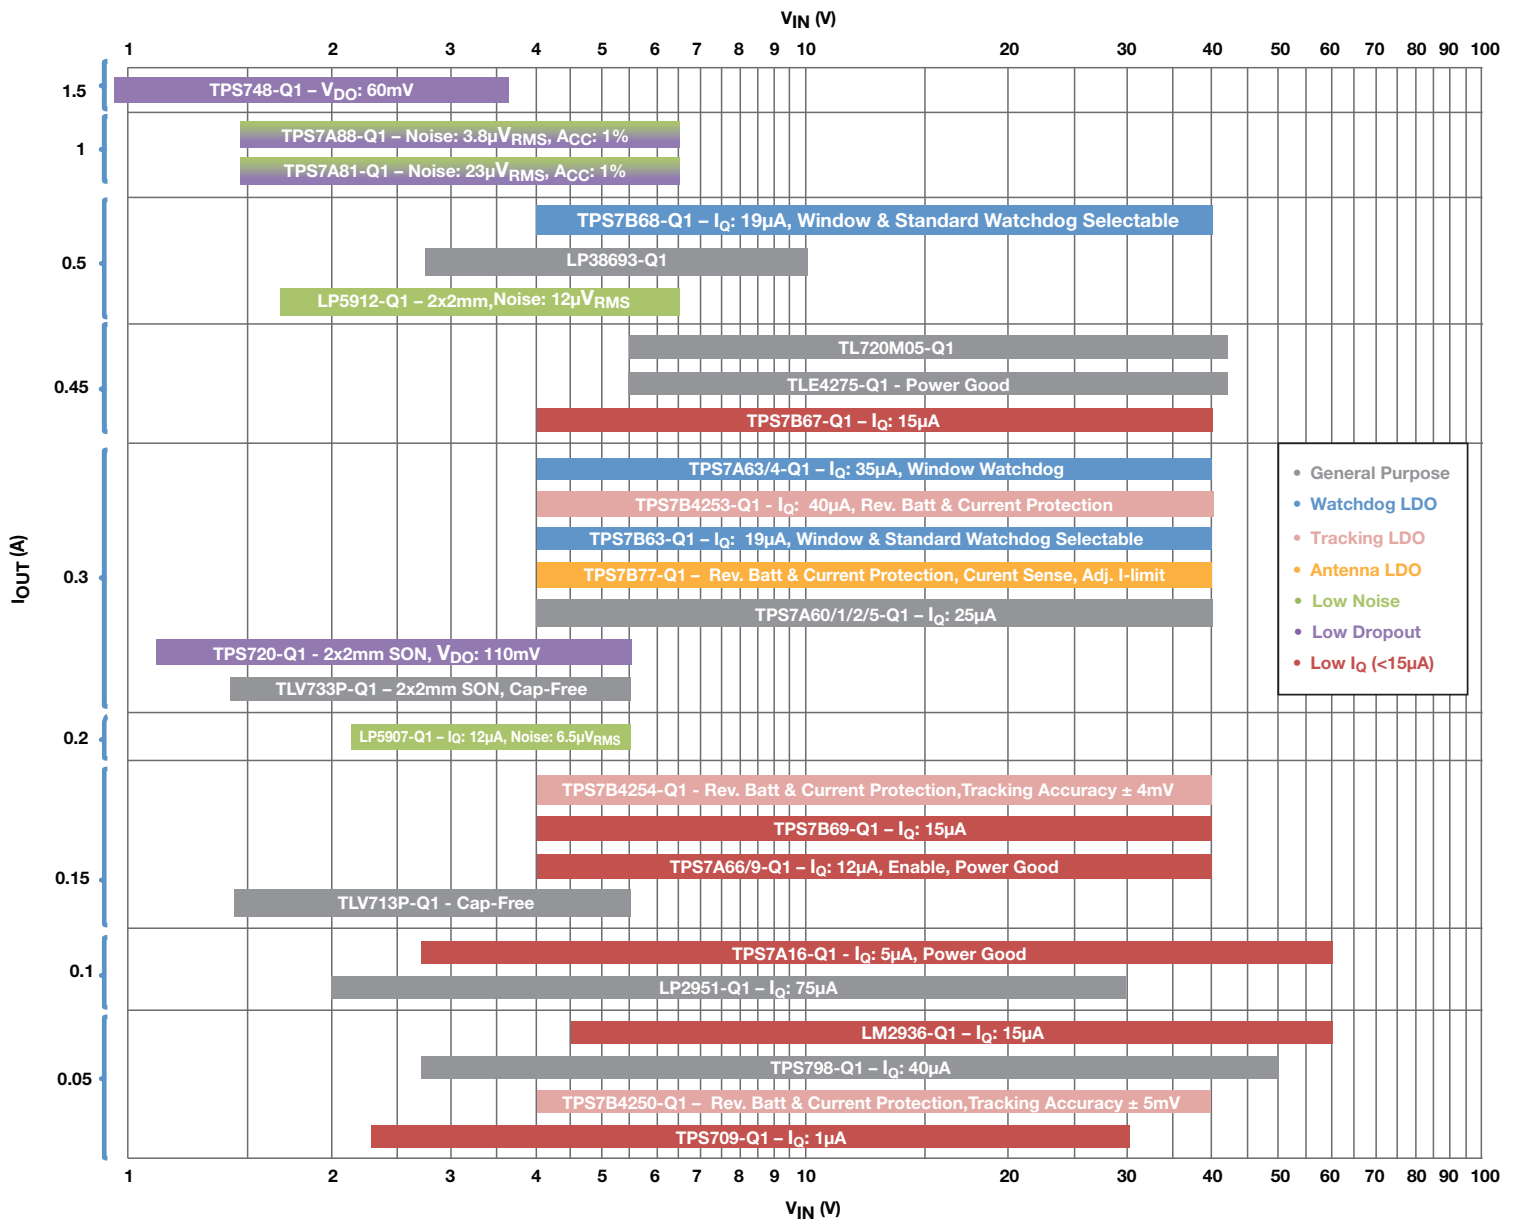 VIN (V)
1 2 3 4 5 6 7 8 9 10 20 30 40 50 60 70 80 90 100
1.5
TPS748-Q1 – VDO: 60mV
1
TPS7A88-Q1 – Noise: 3.8µVRMS, ACC: 1%
TPS7A81-Q1 – Noise: 23µVRMS, ACC: 1%
0.5
TPS7B68-Q1 – IQ: 19µA, Window & Standard Watchdog Selectable
LP38693-Q1
LP5912-Q1 – 2x2mm,Noise: 12µVRMS
0.45
TL720M05-Q1
TLE4275-Q1 - Power Good
TPS7B67-Q1 – IQ: 15µA
IOUT (A)
0.3
TPS7A63/4-Q1 – IQ: 35µA, Window Watchdog
TPS7B4253-Q1 - IQ: 40µA, Rev. Batt & Current Protection
TPS7B63-Q1 – IQ: 19µA, Window & Standard Watchdog Selectable
TPS7B77-Q1 – Rev. Batt & Current Protection, Curent Sense, Adj. I-limit
TPS7A60/1/2/5-Q1 – IQ: 25µA
TPS720-Q1 - 2x2mm SON, VDO: 110mV
TLV733P-Q1 – 2x2mm SON, Cap-Free
• General Purpose
• Watchdog LDO
• Tracking LDO
• Antenna LDO
• Low Noise
• Low Dropout
• Low IQ (<15µA)
0.2
LP5907-Q1 – IQ: 12µA, Noise: 6.5µVRMS
0.15
TPS7B4254-Q1 - Rev. Batt & Current Protection,Tracking Accuracy ± 4mV
TPS7B69-Q1 – IQ: 15µA
TPS7A66/9-Q1 – IQ: 12µA, Enable, Power Good
TLV713P-Q1 - Cap-Free
0.1
TPS7A16-Q1 - IQ: 5µA, Power Good
LP2951-Q1 – IQ: 75µA
0.05
LM2936-Q1 – IQ: 15µA
TPS798-Q1 – IQ: 40µA
TPS7B4250-Q1 – Rev. Batt & Current Protection,Tracking Accuracy ± 5mV
TPS709-Q1 – IQ: 1µA
1 2 3 4 5 6 7 8 9 10 20 30 40 50 60 70 80 90 100
VIN (V)